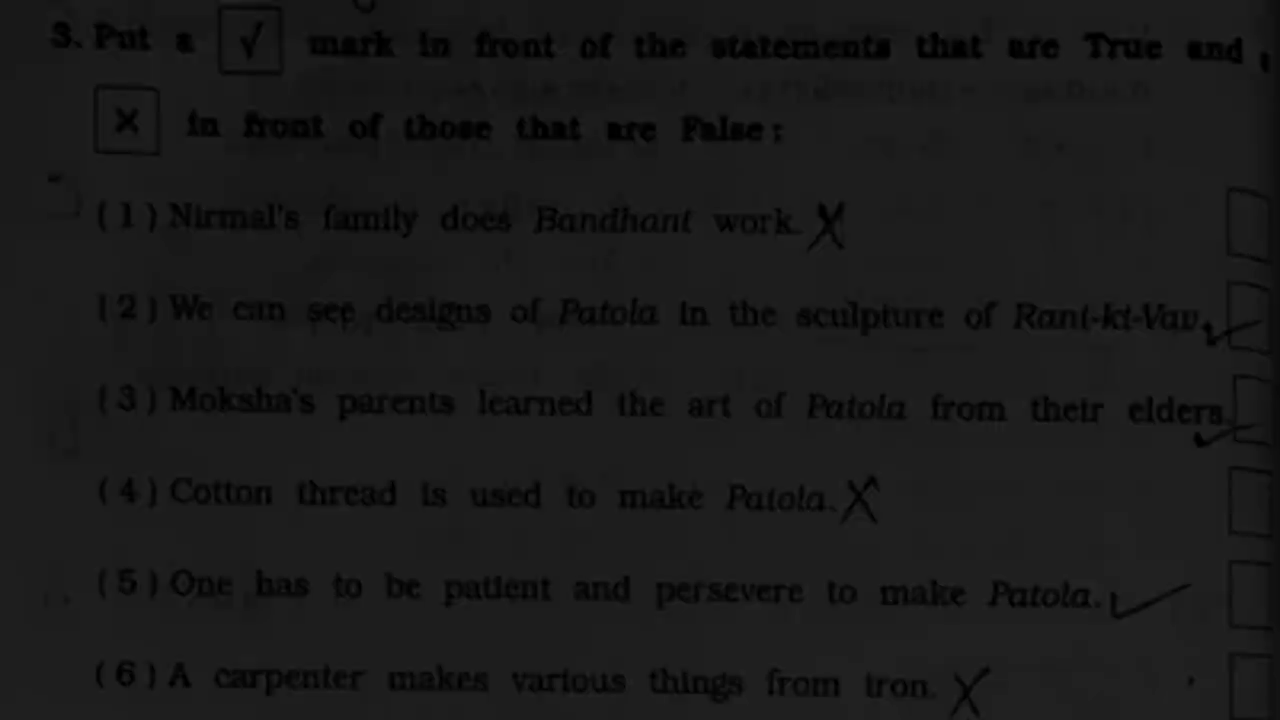 3. Put a √ mark in front of the statements that are True and
× in front of those that are False:
(1) Nirmal's family does Bandhani work. X
(2) We can see designs of Patola in the sculpture of Rani-ki-Vav. ✓
(3) Moksha's parents learned the art of Patola from their elders. ✓
(4) Cotton thread is used to make Patola. X
(5) One has to be patient and persevere to make Patola. ✓
(6) A carpenter makes various things from iron. X